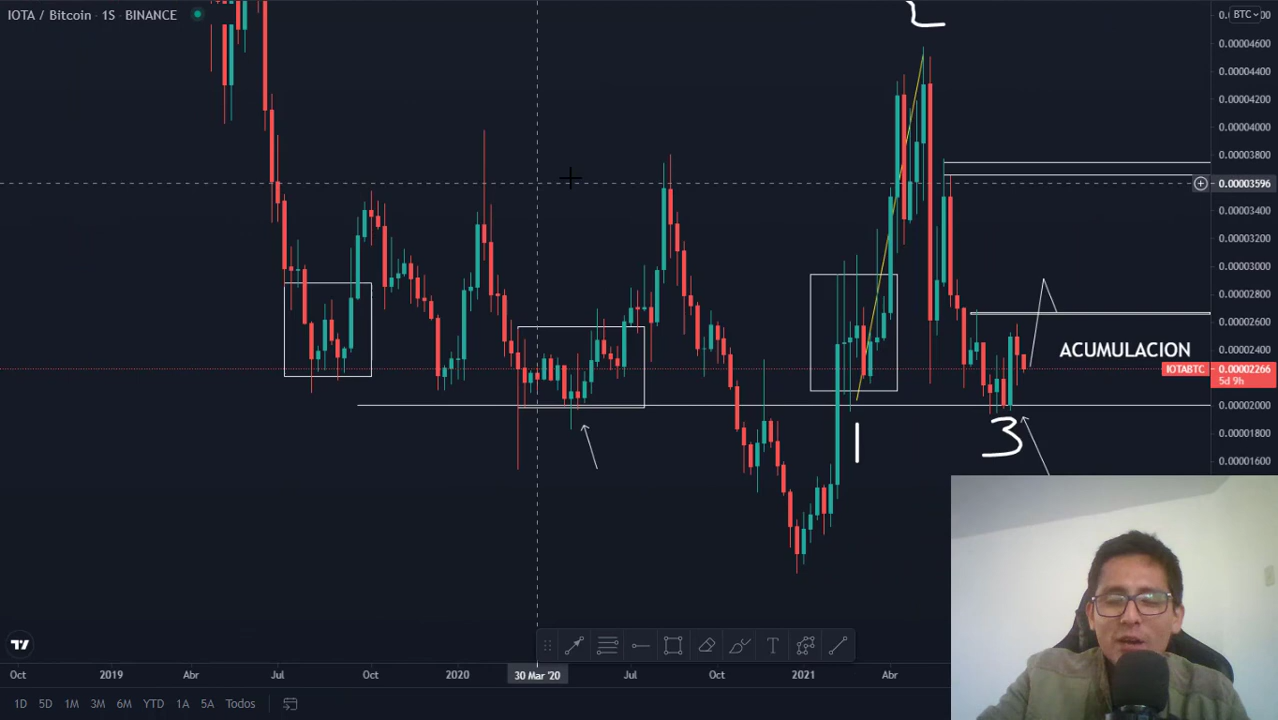 IOTA / Bitcoin · 1S · BINANCE
2
BTC
0.00004600
0.00004400
0.00004200
0.00004000
0.00003800
0.00003596
0.00003400
0.00003200
0.00003000
0.00002800
0.00002600
0.00002400
ACUMULACION
IOTABTC 0.00002266
5d 9h
0.00002000
0.00001800
0.00001600
1
3
T
Oct 2019 Abr Jul Oct 2020 30 Mar '20 Jul Oct 2021 Abr
1D 5D 1M 3M 6M YTD 1A 5A Todos